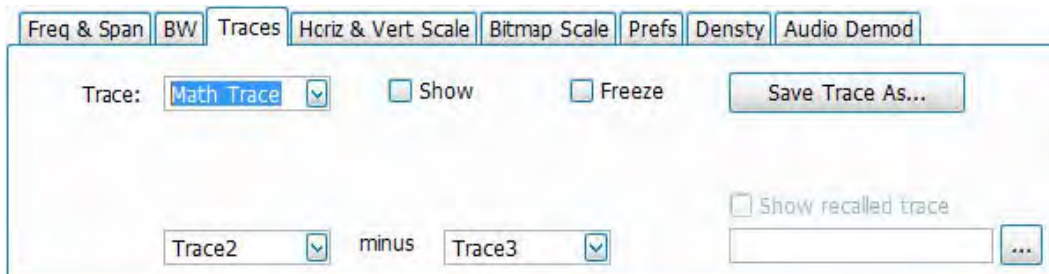 Freq & Span BW Traces Horiz & Vert Scale Bitmap Scale Prefs Densty Audio Demod
Trace: Math Trace Show Freeze Save Trace As...
Show recalled trace
Trace2 minus Trace3 ...